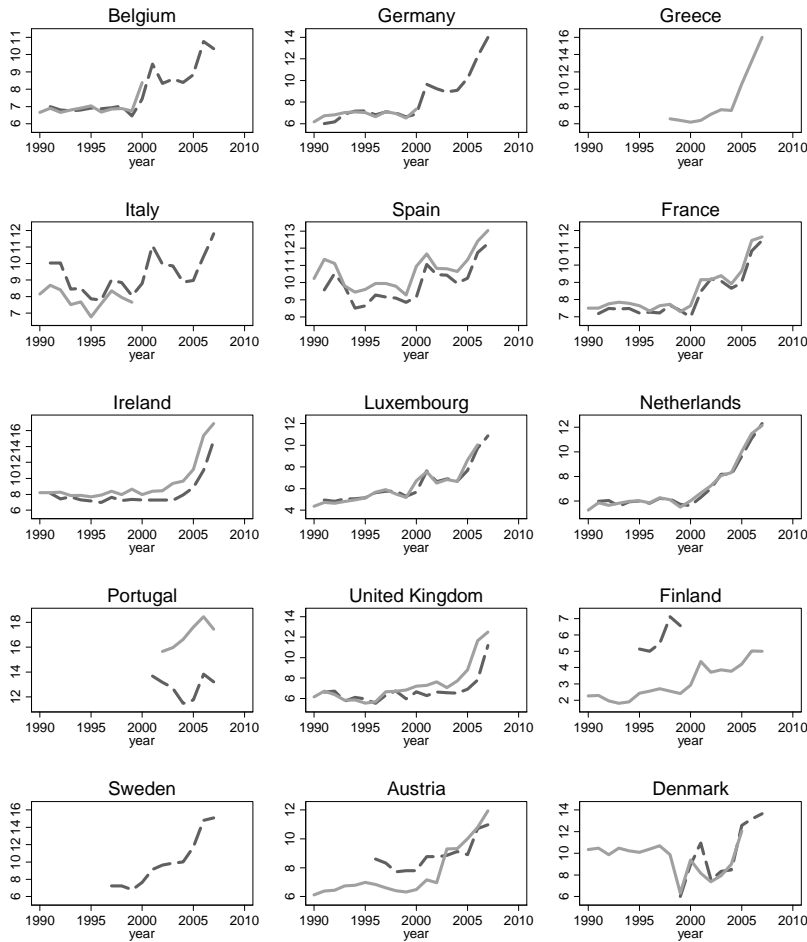 Belgium
6 7 8 9 10 11
1990 1995 2000 2005 2010
year
Germany
6 8 10 12 14
1990 1995 2000 2005 2010
year
Greece
6 8 10 12 14 16
1990 1995 2000 2005 2010
year
Italy
7 8 9 10 11 12
1990 1995 2000 2005 2010
year
Spain
8 9 10 11 12 13
1990 1995 2000 2005 2010
year
France
7 8 9 10 11 12
1990 1995 2000 2005 2010
year
Ireland
6 8 10 12 14 16
1990 1995 2000 2005 2010
year
Luxembourg
4 6 8 10 12
1990 1995 2000 2005 2010
year
Netherlands
6 8 10 12
1990 1995 2000 2005 2010
year
Portugal
12 14 16 18
1990 1995 2000 2005 2010
year
United Kingdom
6 8 10 12 14
1990 1995 2000 2005 2010
year
Finland
2 3 4 5 6 7
1990 1995 2000 2005 2010
year
Sweden
6 8 10 12 14 16
1990 1995 2000 2005 2010
year
Austria
6 8 10 12
1990 1995 2000 2005 2010
year
Denmark
6 8 10 12 14
1990 1995 2000 2005 2010
year